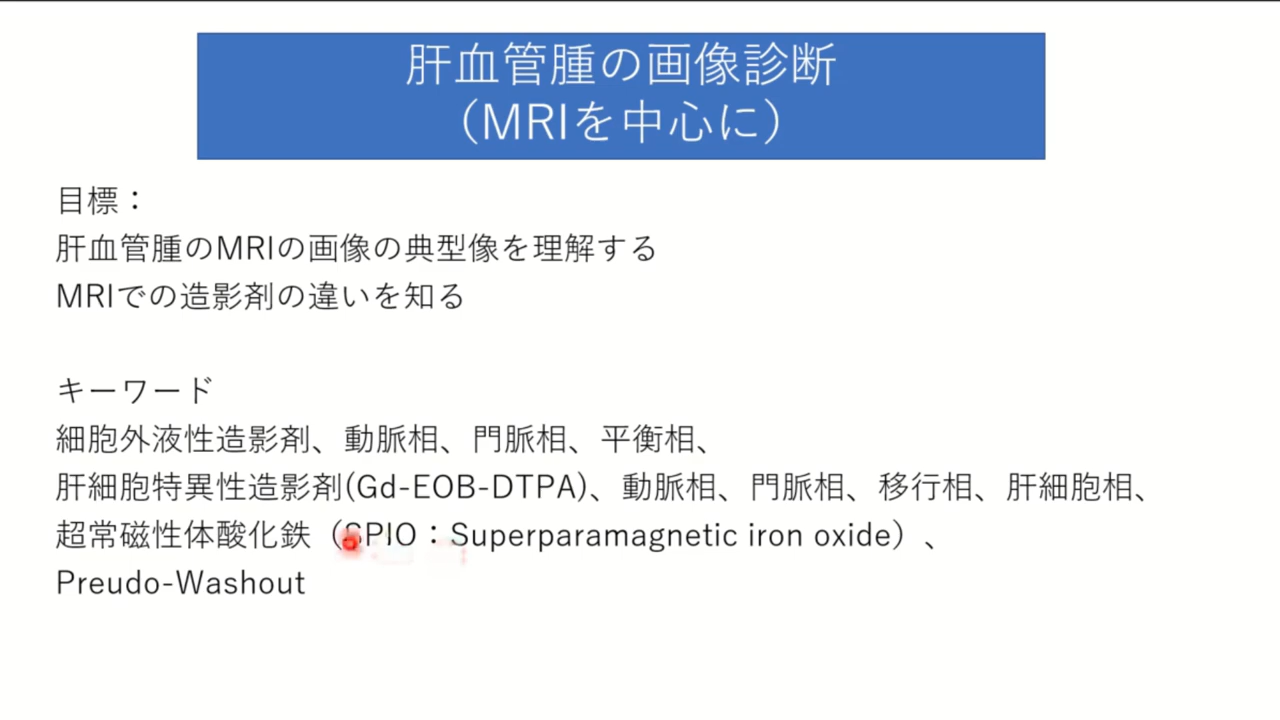 肝血管腫の画像診断
（MRIを中心に）
目標：
肝血管腫のMRIの画像の典型像を理解する
MRIでの造影剤の違いを知る
キーワード
細胞外液性造影剤、動脈相、門脈相、平衡相、
肝細胞特異性造影剤(Gd-EOB-DTPA)、動脈相、門脈相、移行相、肝細胞相、
超常磁性体酸化鉄（SPIO：Superparamagnetic iron oxide）、
Preudo-Washout